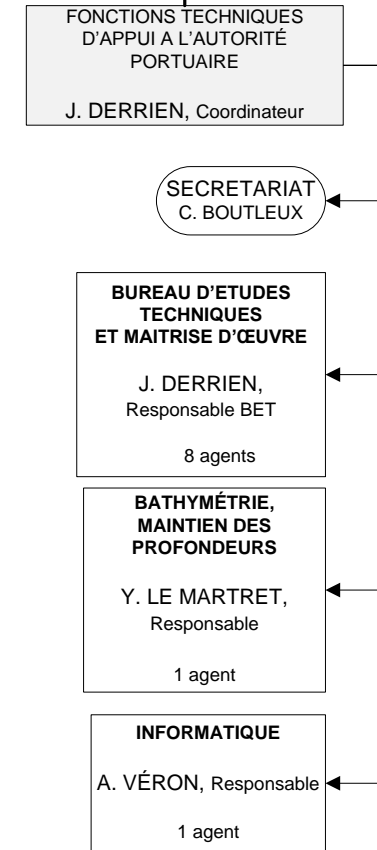 FONCTIONS TECHNIQUES
D'APPUI A L'AUTORITÉ
PORTUAIRE
J. DERRIEN, Coordinateur
SECRETARIAT
C. BOUTLEUX
BUREAU D'ETUDES
TECHNIQUES
ET MAITRISE D'ŒUVRE
J. DERRIEN,
Responsable BET
8 agents
BATHYMÉTRIE,
MAINTIEN DES
PROFONDEURS
Y. LE MARTRET,
Responsable
1 agent
INFORMATIQUE
A. VÉRON, Responsable
1 agent